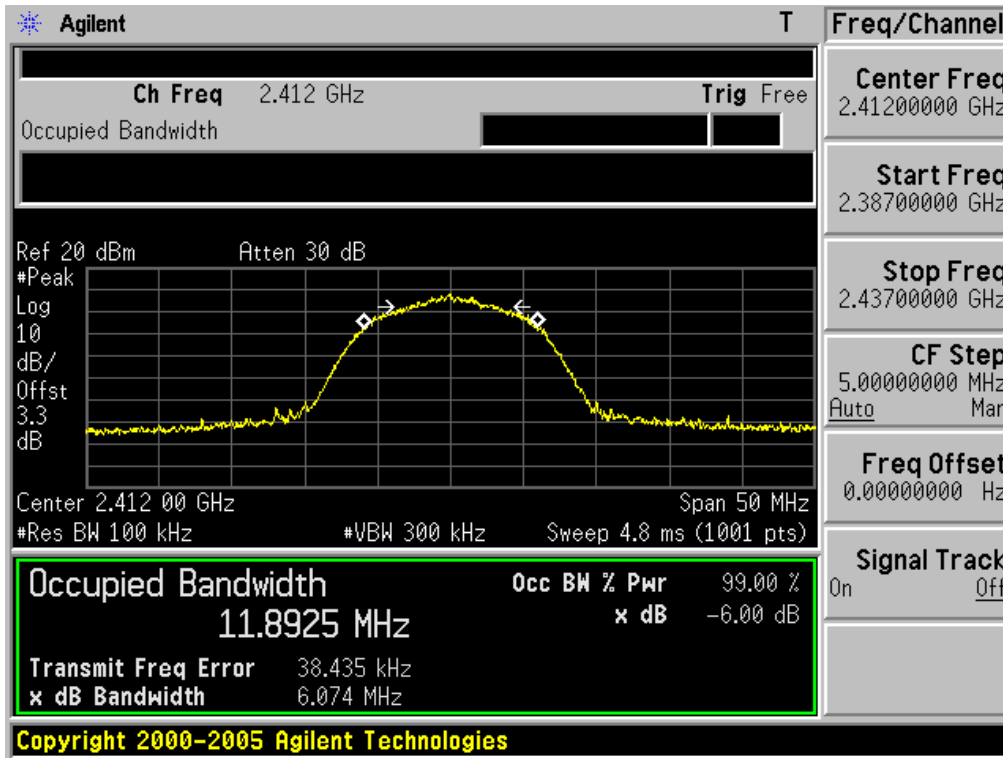 Agilent T
Freq/Channel
Ch Freq 2.412 GHz Trig Free
Occupied Bandwidth
Center Freq
2.41200000 GHz
Start Freq
2.38700000 GHz
Stop Freq
2.43700000 GHz
CF Step
5.00000000 MHz
Auto Man
Freq Offset
0.00000000 Hz
Signal Track
On Off
Ref 20 dBm Atten 30 dB
#Peak
Log
10
dB/
Offst
3.3
dB
Center 2.412 00 GHz Span 50 MHz
#Res BW 100 kHz #VBW 300 kHz Sweep 4.8 ms (1001 pts)
Occupied Bandwidth
11.8925 MHz
Occ BW % Pwr 99.00 %
x dB -6.00 dB
Transmit Freq Error 38.435 kHz
x dB Bandwidth 6.074 MHz
Copyright 2000-2005 Agilent Technologies